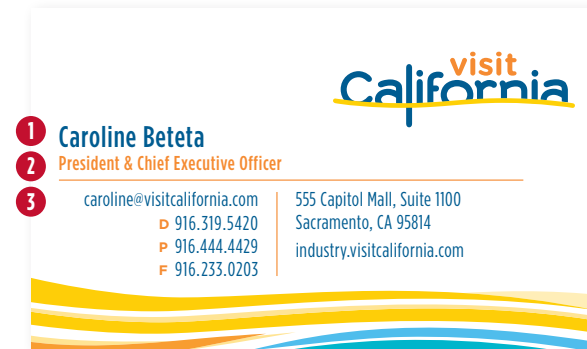 visit
California
1 Caroline Beteta
2 President & Chief Executive Officer
3 caroline@visitcalifornia.com
D 916.319.5420
P 916.444.4429
F 916.233.0203
555 Capitol Mall, Suite 1100
Sacramento, CA 95814
industry.visitcalifornia.com